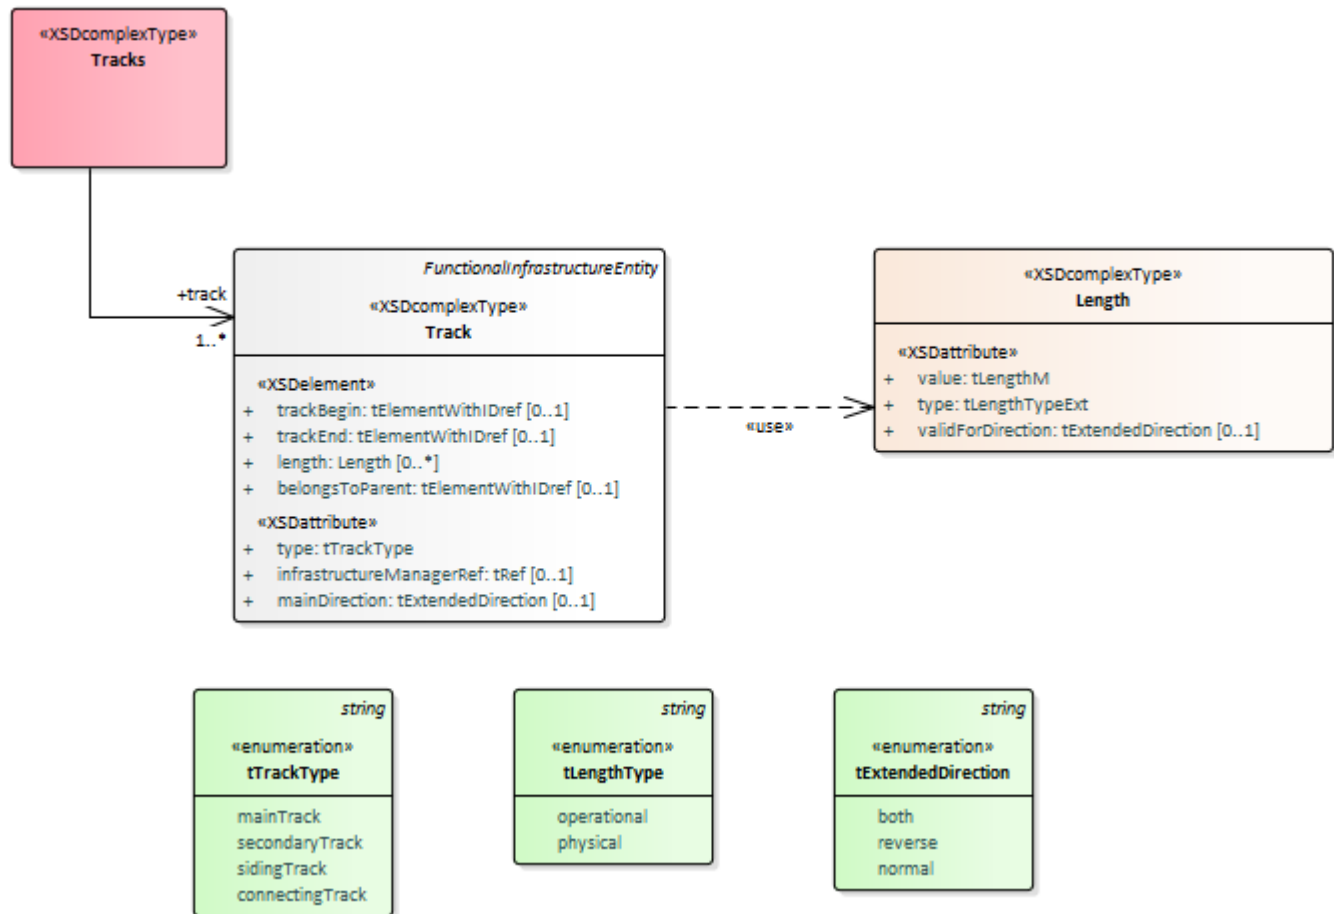 «XSDcomplexType»
Tracks
+track
1..*
FunctionalInfrastructureEntity
«XSDcomplexType»
Track
«XSDelement»
+ trackBegin: tElementWithIDref [0..1]
+ trackEnd: tElementWithIDref [0..1]
+ length: Length [0..*]
+ belongsToParent: tElementWithIDref [0..1]
«XSDattribute»
+ type: tTrackType
+ infrastructureManagerRef: tRef [0..1]
+ mainDirection: tExtendedDirection [0..1]
«use»
«XSDcomplexType»
Length
«XSDattribute»
+ value: tLengthM
+ type: tLengthTypeExt
+ validForDirection: tExtendedDirection [0..1]
string
«enumeration»
tTrackType
mainTrack
secondaryTrack
sidingTrack
connectingTrack
string
«enumeration»
tLengthType
operational
physical
string
«enumeration»
tExtendedDirection
both
reverse
normal